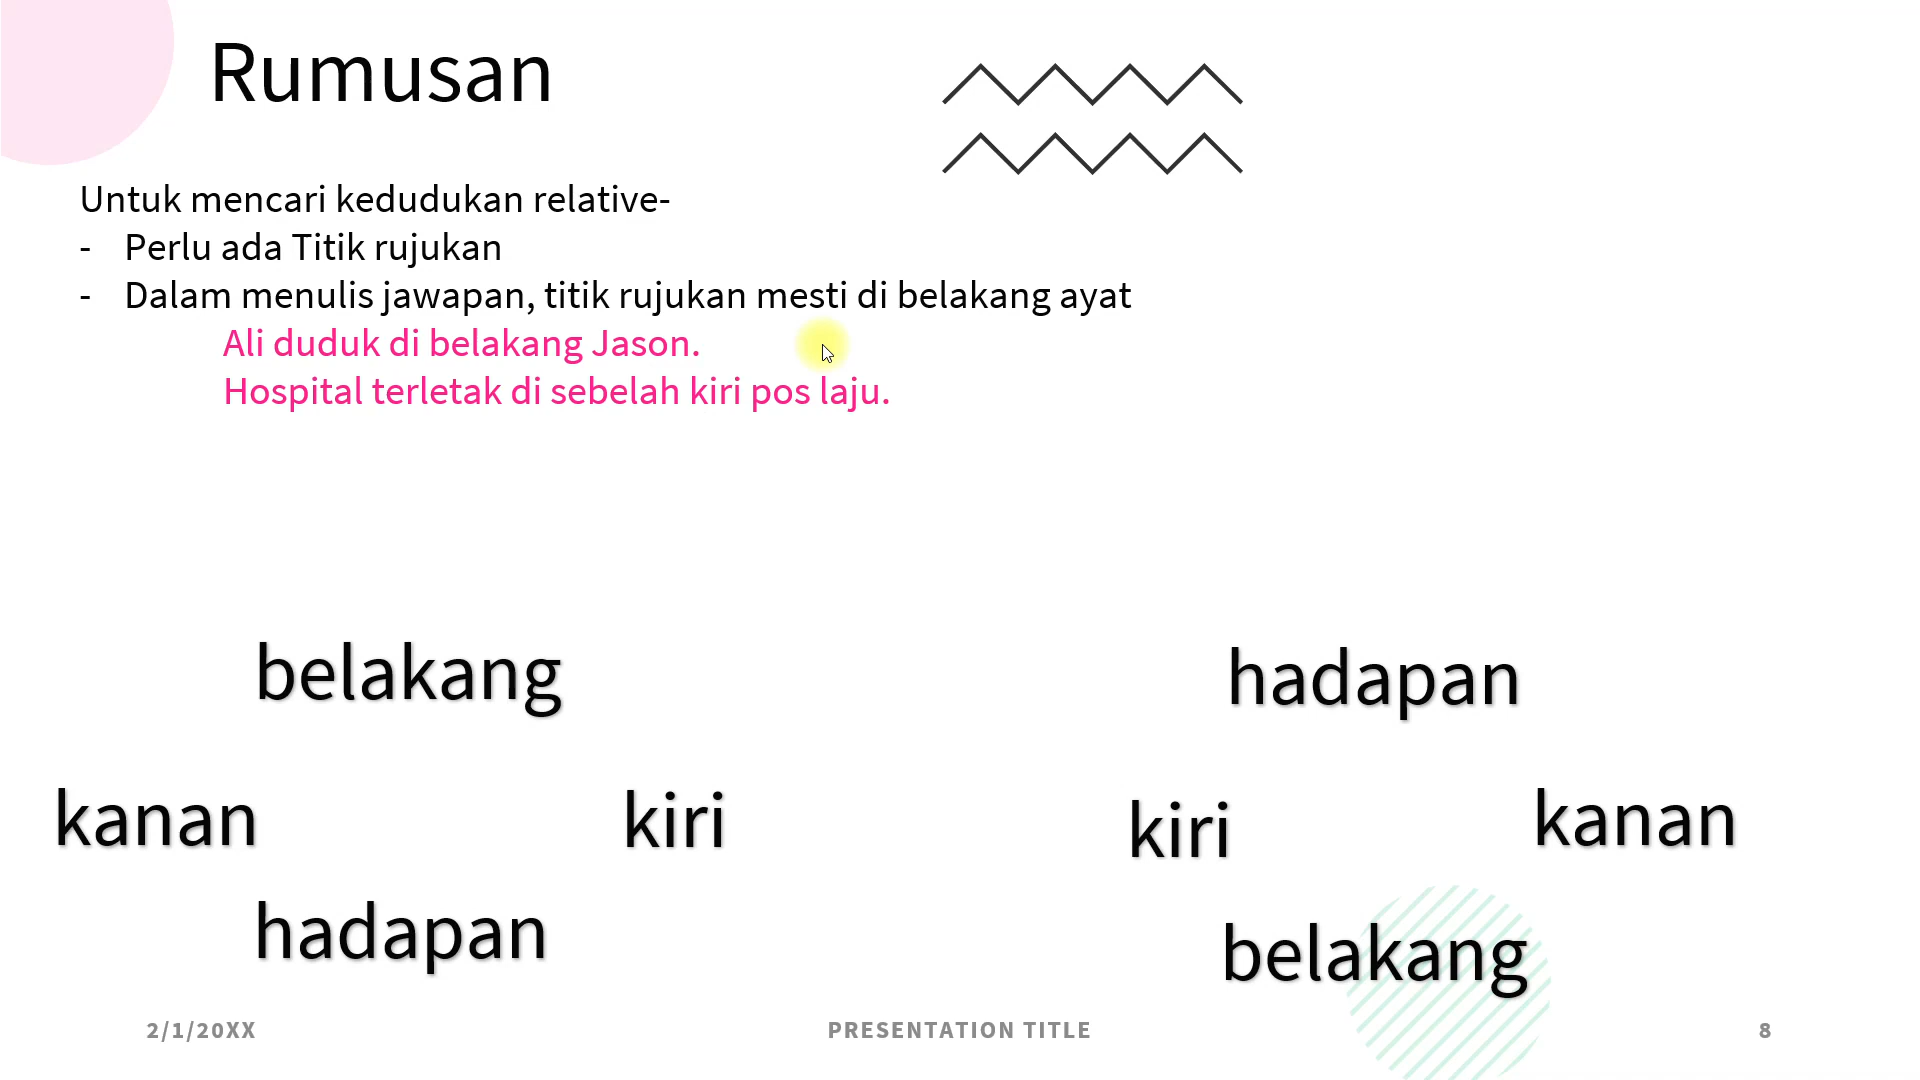 Rumusan
Untuk mencari kedudukan relative-
- Perlu ada Titik rujukan
- Dalam menulis jawapan, titik rujukan mesti di belakang ayat
Ali duduk di belakang Jason.
Hospital terletak di sebelah kiri pos laju.
belakang
kanan
kiri
hadapan
hadapan
kiri
kanan
belakang
2/1/20XX
PRESENTATION TITLE
8